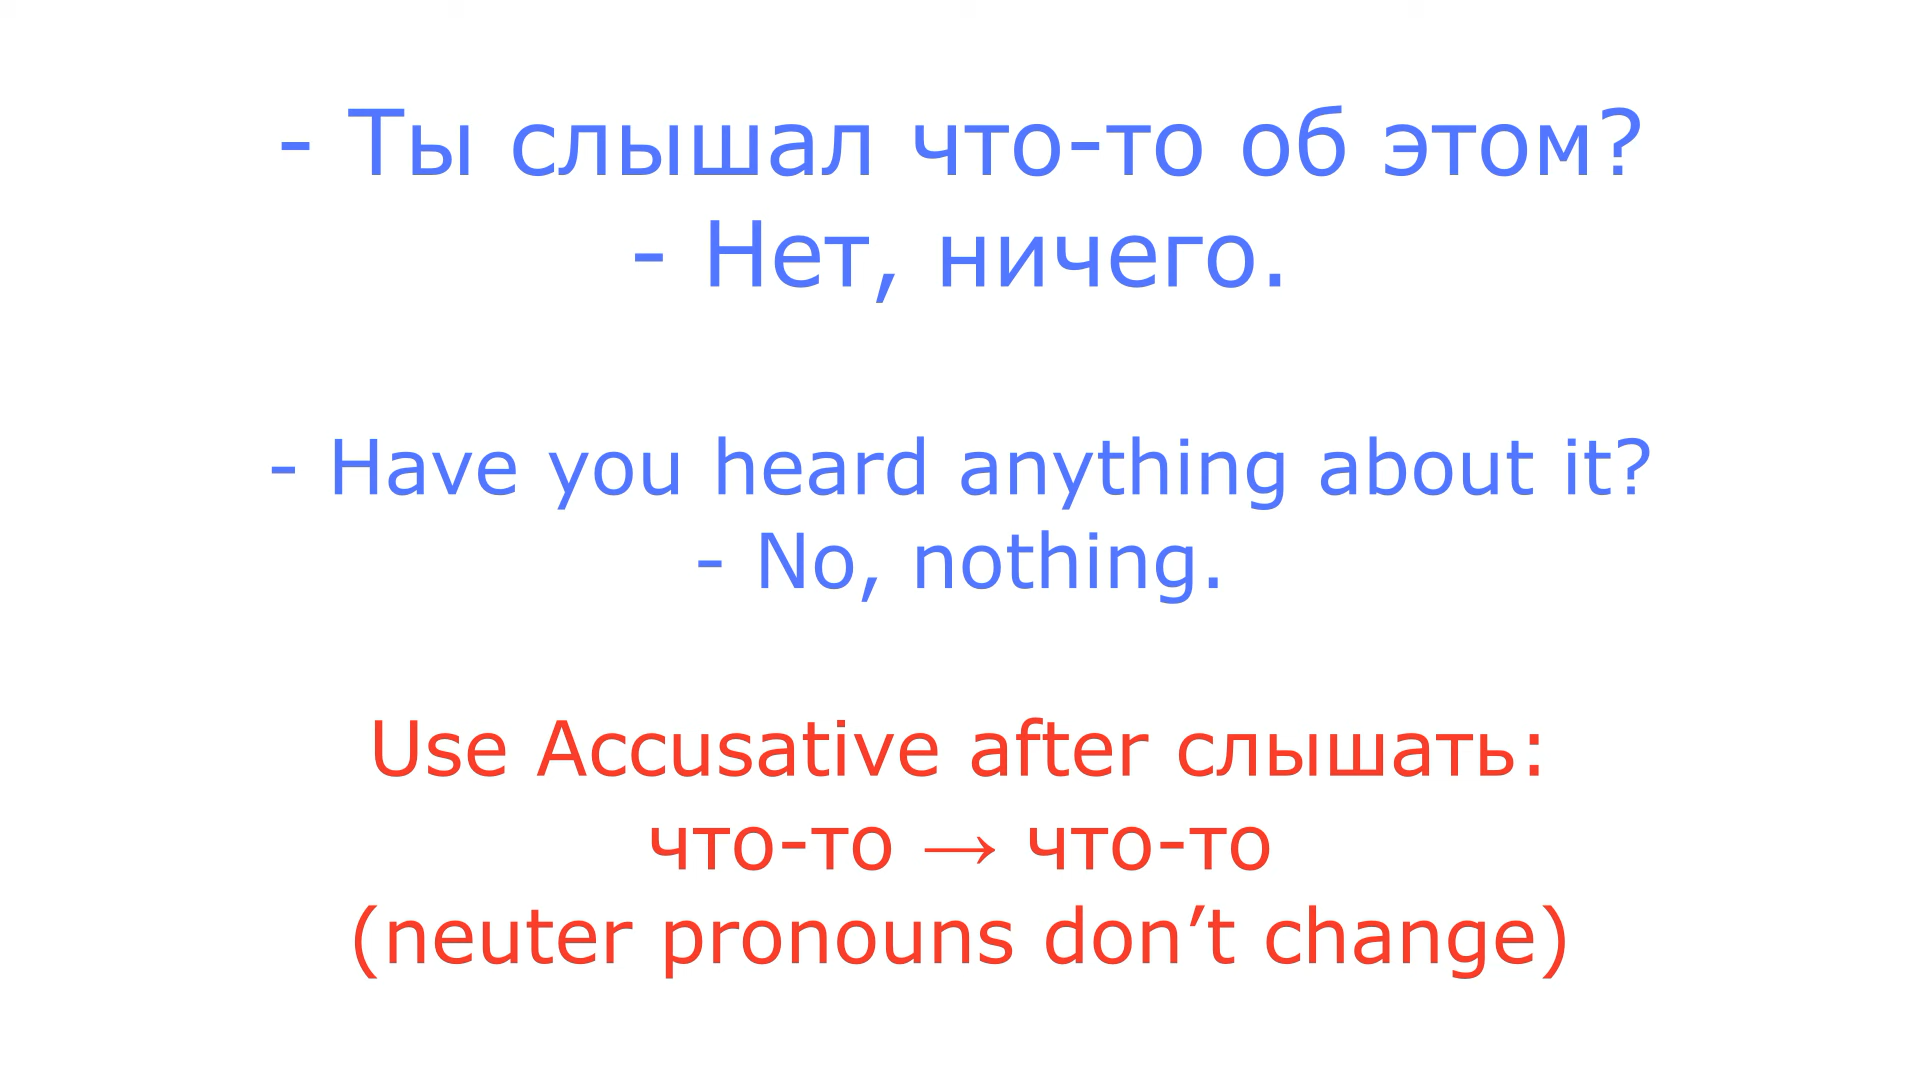 - Ты слышал что-то об этом?
- Нет, ничего.
- Have you heard anything about it?
- No, nothing.
Use Accusative after слышать:
что-то → что-то
(neuter pronouns don’t change)